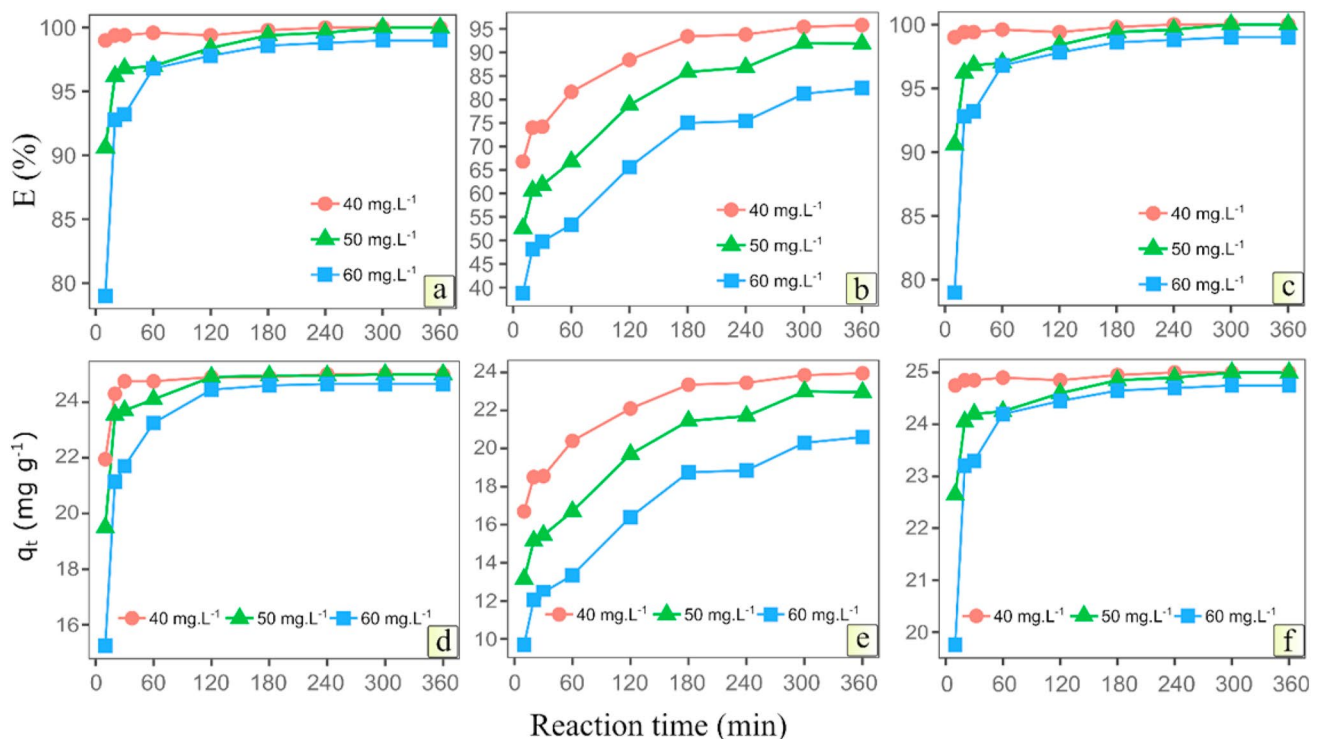 E (%)
100
95
90
85
80
40 mg.L⁻¹
50 mg.L⁻¹
60 mg.L⁻¹
a
0 60 120 180 240 300 360
95
90
85
80
75
70
65
60
55
50
45
40
40 mg.L⁻¹
50 mg.L⁻¹
60 mg.L⁻¹
b
0 60 120 180 240 300 360
100
95
90
85
80
40 mg.L⁻¹
50 mg.L⁻¹
60 mg.L⁻¹
c
0 60 120 180 240 300 360
qₜ (mg g⁻¹)
24
22
20
18
16
40 mg.L⁻¹ 50 mg.L⁻¹ 60 mg.L⁻¹
d
0 60 120 180 240 300 360
24
22
20
18
16
14
12
10
40 mg.L⁻¹ 50 mg.L⁻¹ 60 mg.L⁻¹
e
0 60 120 180 240 300 360
25
24
23
22
21
20
40 mg.L⁻¹ 50 mg.L⁻¹ 60 mg.L⁻¹
f
0 60 120 180 240 300 360
Reaction time (min)